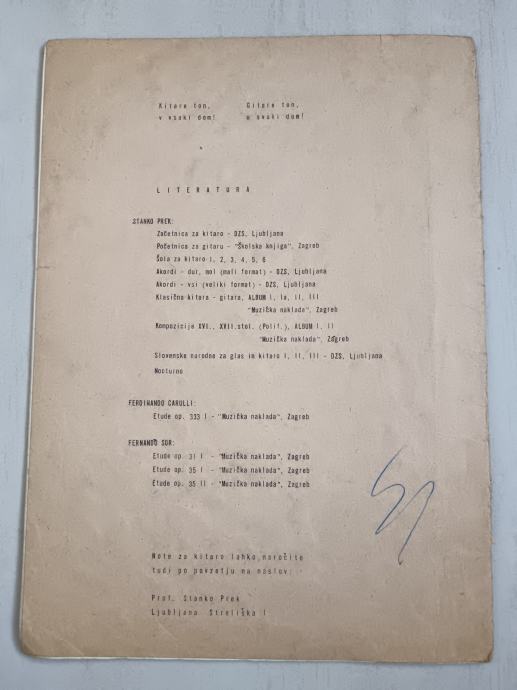 Kitare ton, Gitare ton,
v vsaki dom! u svaki dom!
LITERATURA
STANKO PREK:
Začetnica za kitaro - DZS, Ljubljana
Početnica za gitaru - "Školska knjiga", Zagreb
Šola za kitaro I, 2, 3, 4, 5, 6
Akordi - dur, mol (mali format) - DZS, Ljubljana
Akordi - vsi (veliki format) - DZS, Ljubljana
Klasična kitara - gitara, ALBUM I, Ia, II, III
"Muzička naklada", Zagreb
Kompozicije XVI., XVII.stol. (Polif.), ALBUM I, II
"Muzička naklada", Zagreb
Slovenske narodne za glas in kitaro I, II, III - DZS, Ljubljana
Nocturno
FERDINANDO CARULLI:
Etude op. 333 I - "Muzička naklada", Zagreb
FERNANDO SOR:
Etude op. 31 I - "Muzička naklada", Zagreb
Etude op. 35 I - "Muzička naklada", Zagreb
Etude op. 35 II - "Muzička naklada", Zagreb
Note za kitaro lahko naročite
tudi po povzetju na naslov:
Prof. Stanko Prek
Ljubljana Streliška I